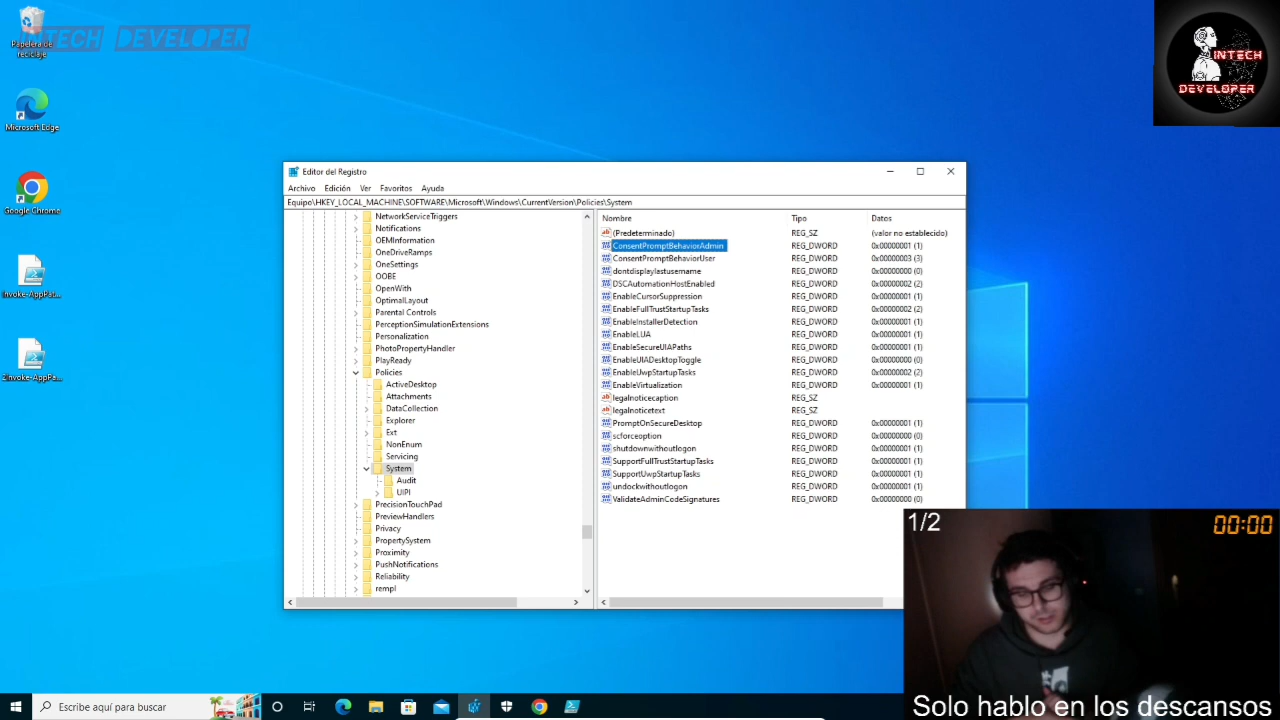 INTECH DEVELOPER
Papelera de
reciclaje
Microsoft Edge
Google Chrome
Invoke-AppPat...
INTECH
DEVELOPER
Editor del Registro
Archivo Edición Ver Favoritos Ayuda
Equipo\HKEY_LOCAL_MACHINE\SOFTWARE\Microsoft\Windows\CurrentVersion\Policies\System
NetworkServiceTriggers
Notifications
OEMInformation
OneDriveRamps
OneSettings
OOBE
OpenWith
OptimalLayout
Parental Controls
PerceptionSimulationExtensions
Personalization
PhotoPropertyHandler
PlayReady
Policies
ActiveDesktop
Attachments
DataCollection
Explorer
Ext
NonEnum
Servicing
System
Audit
UIPI
PrecisionTouchPad
PreviewHandlers
Privacy
PropertySystem
Proximity
PushNotifications
Reliability
rempl
Nombre Tipo Datos
(Predeterminado) REG_SZ (valor no establecido)
ConsentPromptBehaviorAdmin REG_DWORD 0x00000001 (1)
ConsentPromptBehaviorUser REG_DWORD 0x00000003 (3)
dontdisplaylastusername REG_DWORD 0x00000000 (0)
DSCAutomationHostEnabled REG_DWORD 0x00000002 (2)
EnableCursorSuppression REG_DWORD 0x00000001 (1)
EnableFullTrustStartupTasks REG_DWORD 0x00000002 (2)
EnableInstallerDetection REG_DWORD 0x00000001 (1)
EnableLUA REG_DWORD 0x00000001 (1)
EnableSecureUIAPaths REG_DWORD 0x00000001 (1)
EnableUIADesktopToggle REG_DWORD 0x00000000 (0)
EnableUwpStartupTasks REG_DWORD 0x00000002 (2)
EnableVirtualization REG_DWORD 0x00000001 (1)
legalnoticecaption REG_SZ
legalnoticetext REG_SZ
PromptOnSecureDesktop REG_DWORD 0x00000001 (1)
scforceoption REG_DWORD 0x00000000 (0)
shutdownwithoutlogon REG_DWORD 0x00000001 (1)
SupportFullTrustStartupTasks REG_DWORD 0x00000001 (1)
SupportUwpStartupTasks REG_DWORD 0x00000001 (1)
undockwithoutlogon REG_DWORD 0x00000001 (1)
ValidateAdminCodeSignatures REG_DWORD 0x00000000 (0)
1/2 00:00
Solo hablo en los descansos
Escribe aquí para buscar